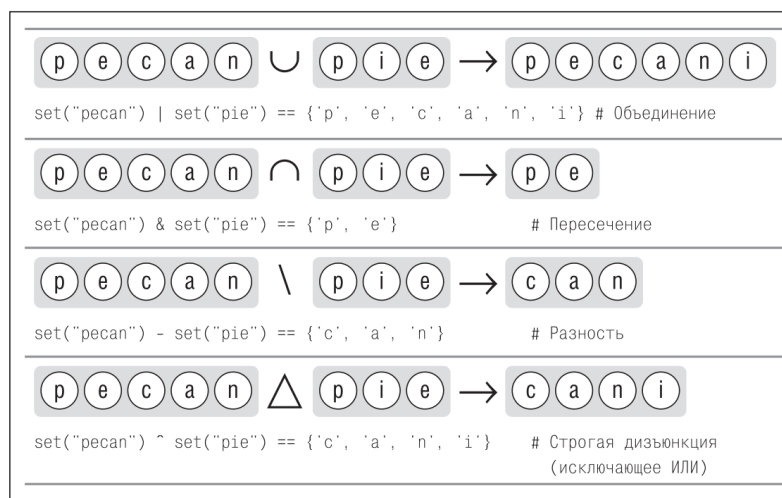 p e c a n ∪ p i e → p e c a n i
set("pecan") | set("pie") == {'p', 'e', 'c', 'a', 'n', 'i'} # Объединение
p e c a n ∩ p i e → p e
set("pecan") & set("pie") == {'p', 'e'} # Пересечение
p e c a n \ p i e → c a n
set("pecan") - set("pie") == {'c', 'a', 'n'} # Разность
p e c a n △ p i e → c a n i
set("pecan") ^ set("pie") == {'c', 'a', 'n', 'i'} # Строгая дизъюнкция
(исключающее ИЛИ)